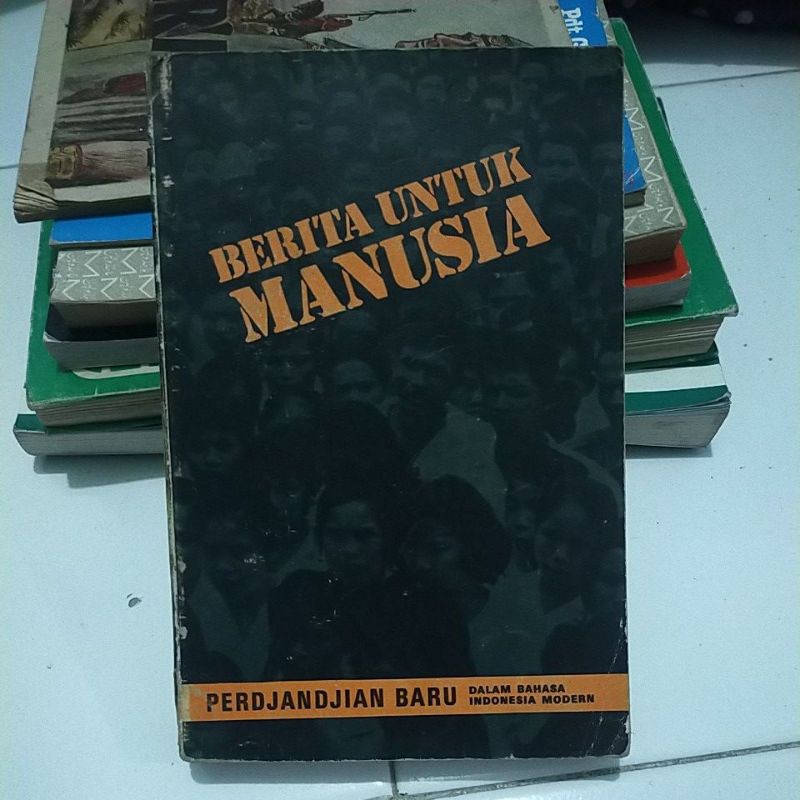 BERITA UNTUK
MANUSIA
PERDJANDJIAN BARU
DALAM BAHASA
INDONESIA MODERN